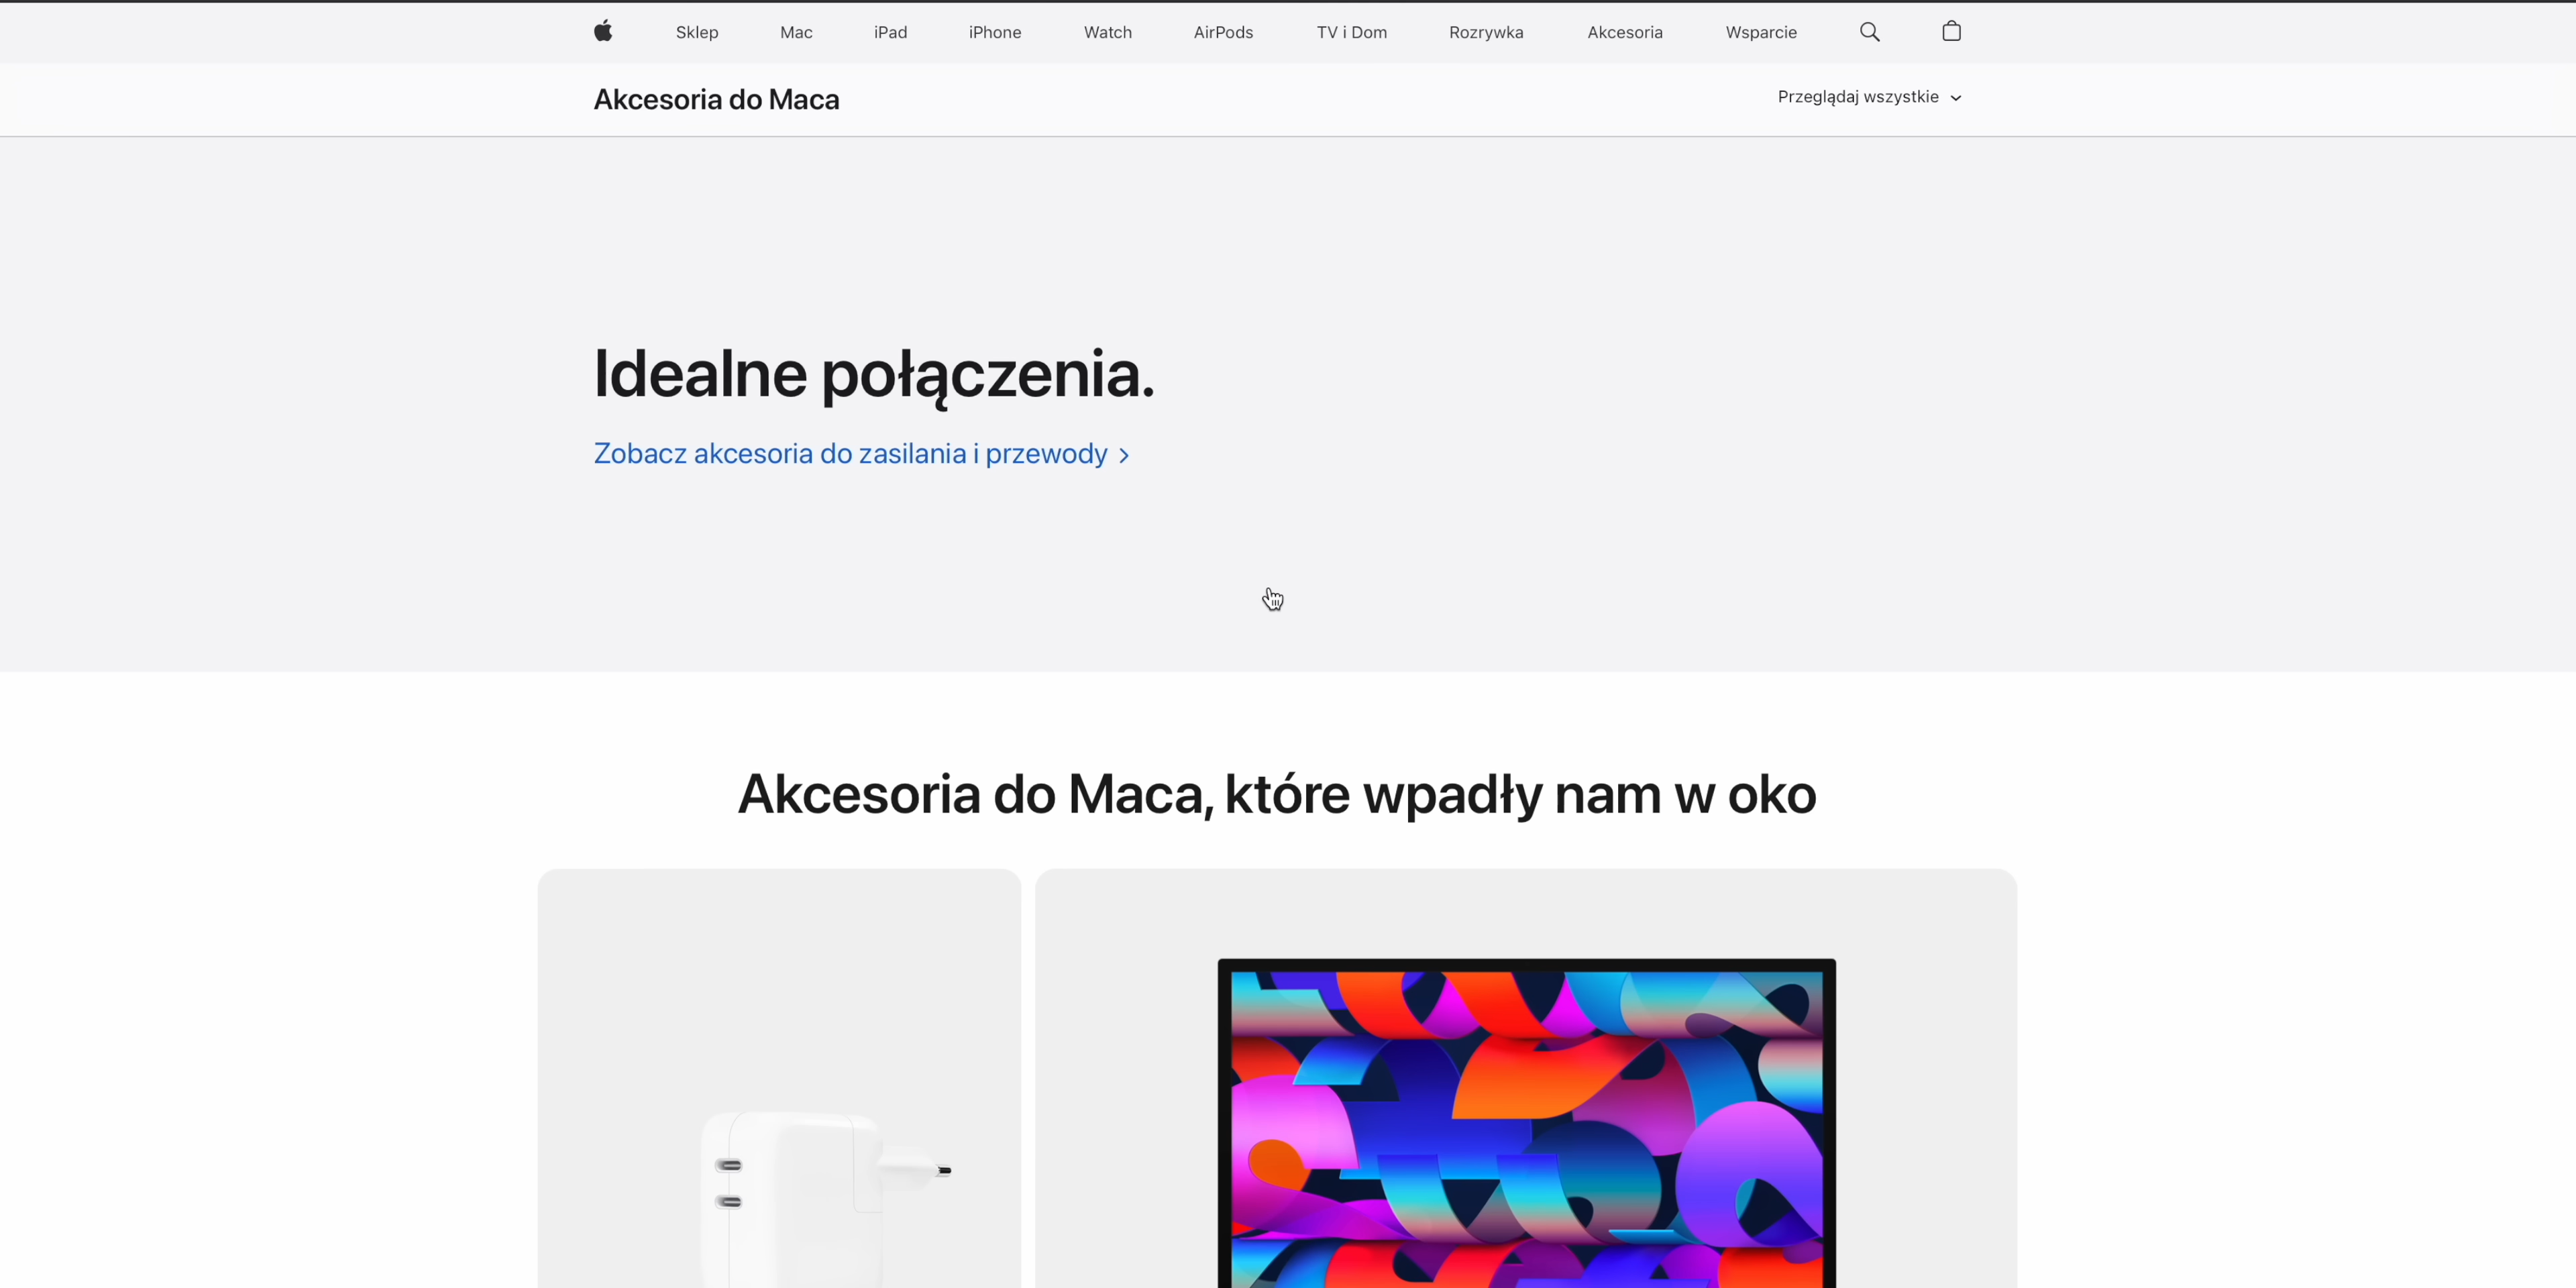 Sklep Mac iPad iPhone Watch AirPods TV i Dom Rozrywka Akcesoria Wsparcie
Akcesoria do Maca Przeglądaj wszystkie
Idealne połączenia.
Zobacz akcesoria do zasilania i przewody
Akcesoria do Maca, które wpadły nam w oko